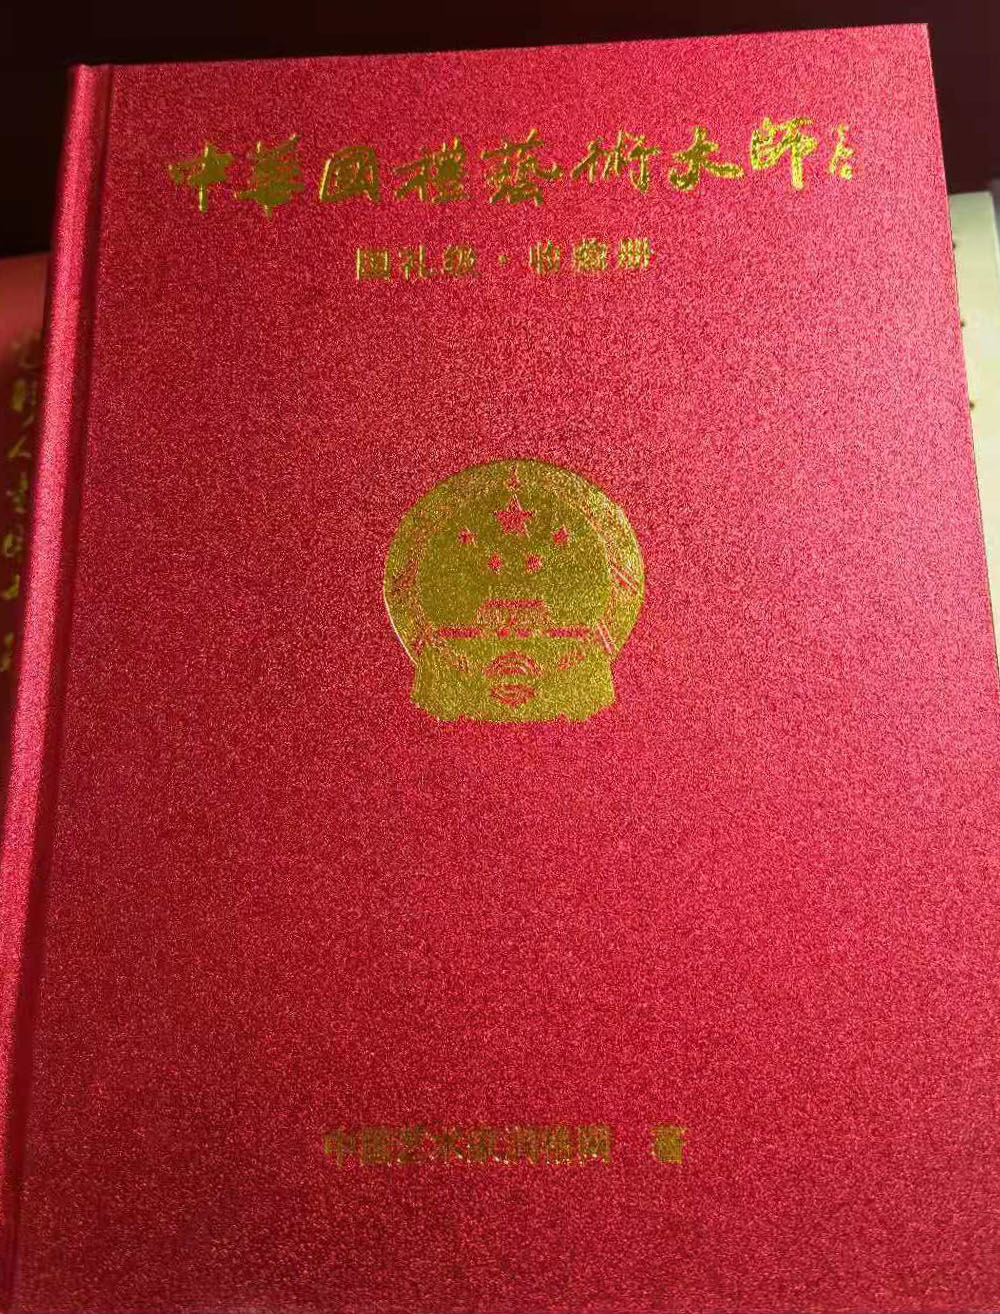 中華國禮藝術大師
国礼级·收藏册
中国艺术家润格网 著